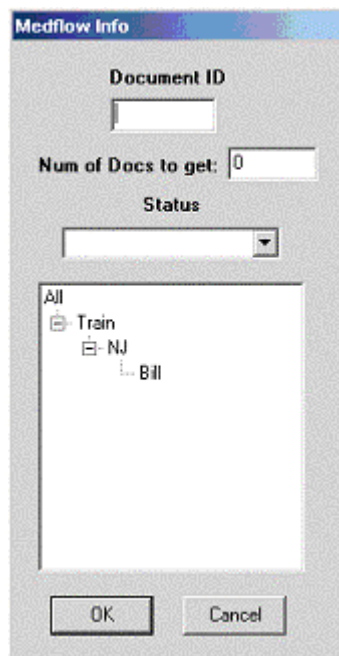 Medflow Info
Document ID
Num of Docs to get: 0
Status
All
Train
NJ
Bill
OK Cancel